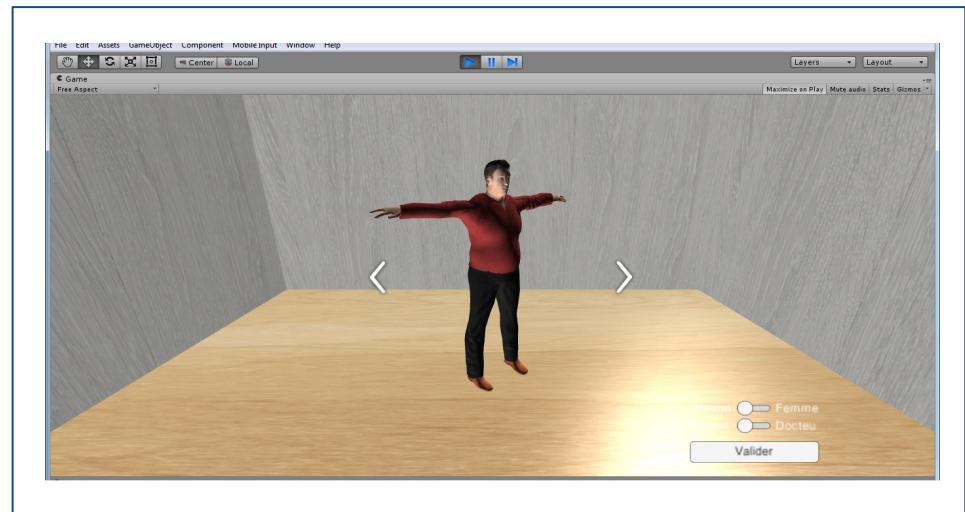 File Edit Assets GameObject Component Mobile Input Window Help
Center Local Layers Layout
Game
Free Aspect Maximize on Play Mute audio Stats Gizmos
Femme
Docteu
Valider